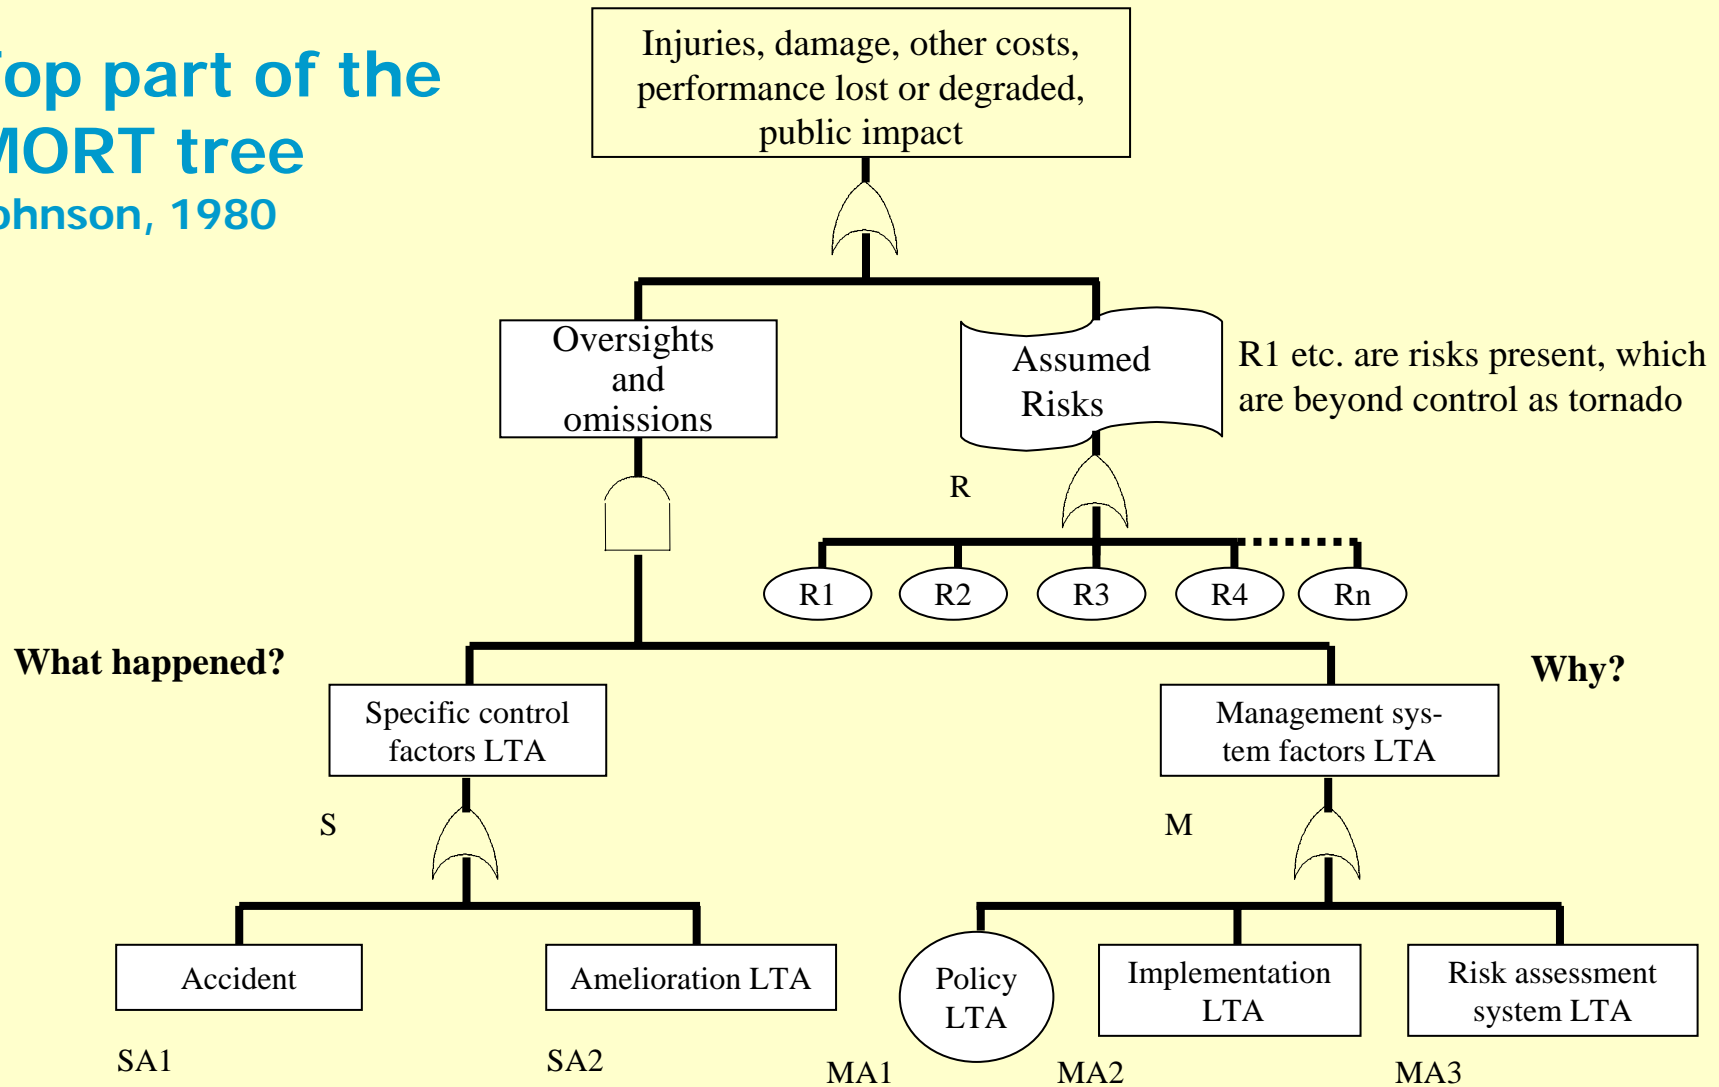 Top part of the
MORT tree
Johnson, 1980
Injuries, damage, other costs,
performance lost or degraded,
public impact
Oversights
and
omissions
Assumed
Risks
R1 etc. are risks present, which
are beyond control as tornado
R
R1
R2
R3
R4
Rn
What happened?
Why?
Specific control
factors LTA
Management sys-
tem factors LTA
S
M
Accident
Amelioration LTA
Policy
LTA
Implementation
LTA
Risk assessment
system LTA
SA1
SA2
MA1
MA2
MA3